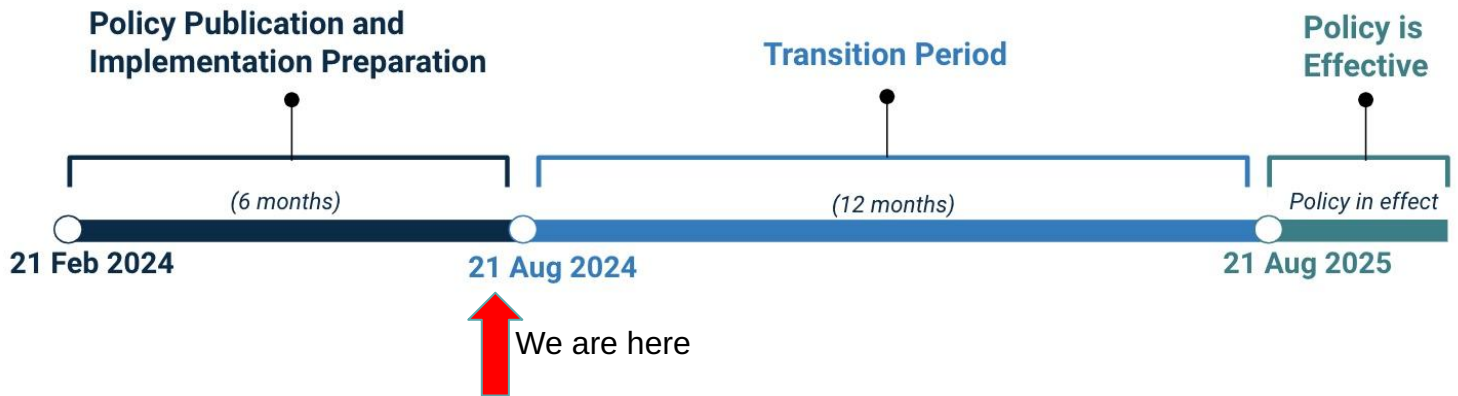 Policy Publication and
Implementation Preparation
Transition Period
Policy is
Effective
(6 months)
(12 months)
Policy in effect
21 Feb 2024
21 Aug 2024
21 Aug 2025
We are here